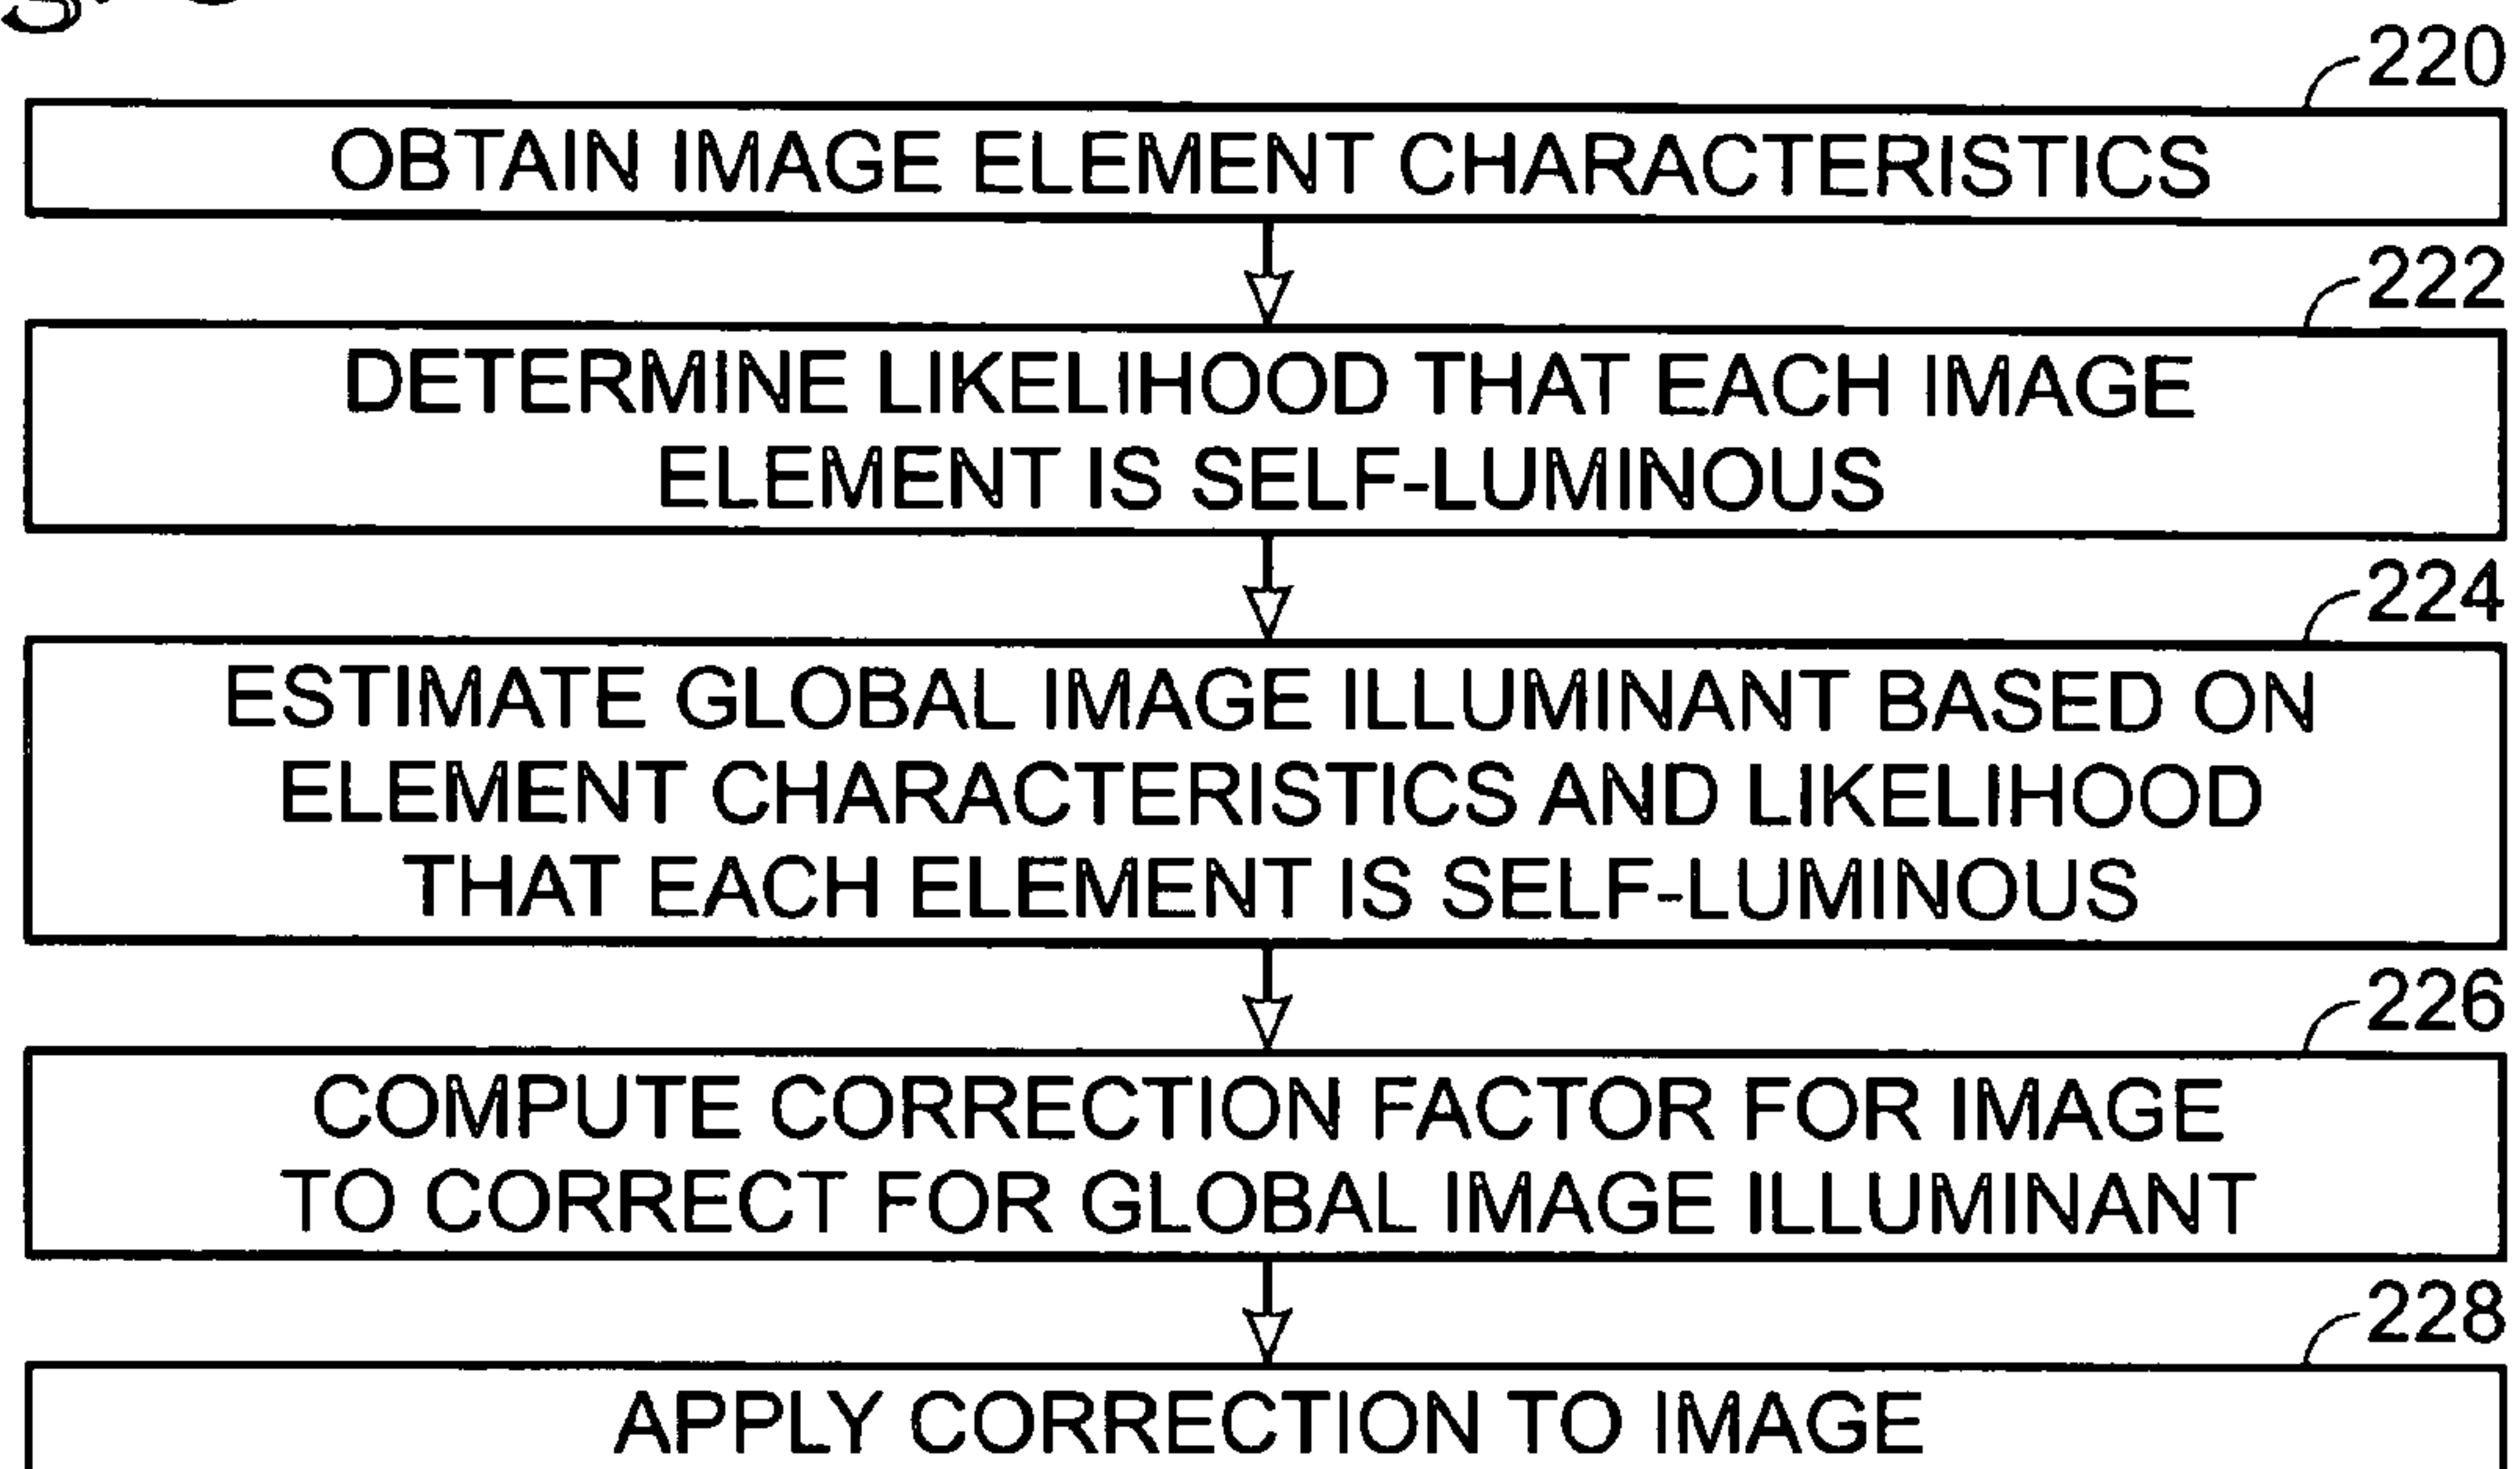 220
OBTAIN IMAGE ELEMENT CHARACTERISTICS
222
DETERMINE LIKELIHOOD THAT EACH IMAGE
ELEMENT IS SELF-LUMINOUS
224
ESTIMATE GLOBAL IMAGE ILLUMINANT BASED ON
ELEMENT CHARACTERISTICS AND LIKELIHOOD
THAT EACH ELEMENT IS SELF-LUMINOUS
226
COMPUTE CORRECTION FACTOR FOR IMAGE
TO CORRECT FOR GLOBAL IMAGE ILLUMINANT
228
APPLY CORRECTION TO IMAGE